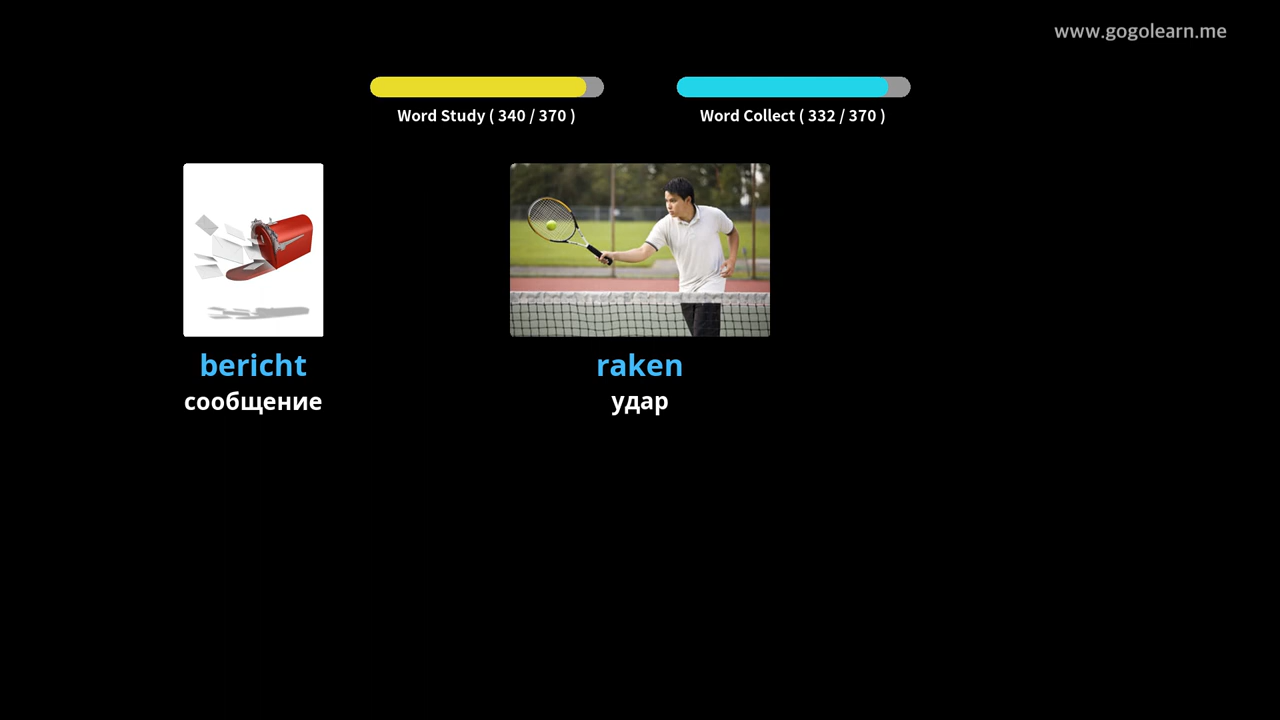 www.gogolearn.me
Word Study ( 340 / 370 )
Word Collect ( 332 / 370 )
bericht
сообщение
raken
удар